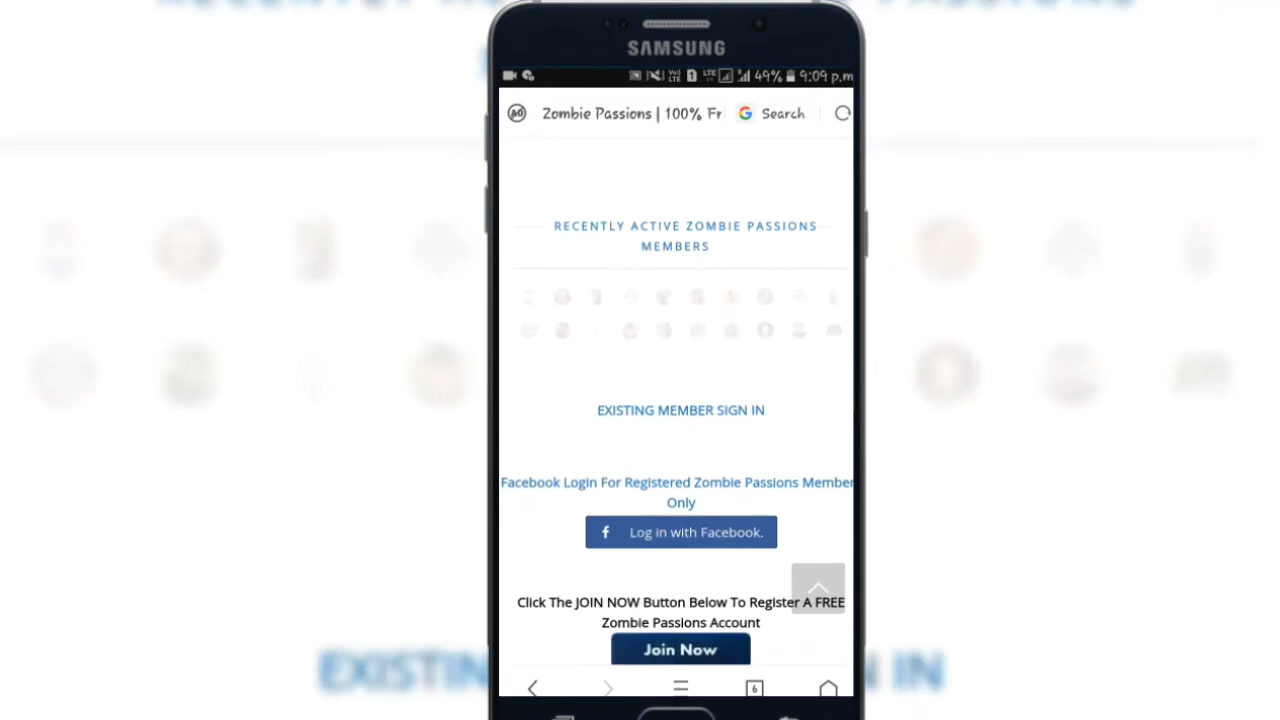 SAMSUNG
49% 9:09 p.m
Zombie Passions | 100% Fr
Search
RECENTLY ACTIVE ZOMBIE PASSIONS
MEMBERS
EXISTING MEMBER SIGN IN
Facebook Login For Registered Zombie Passions Member
Only
Log in with Facebook.
Click The JOIN NOW Button Below To Register A FREE
Zombie Passions Account
Join Now
6